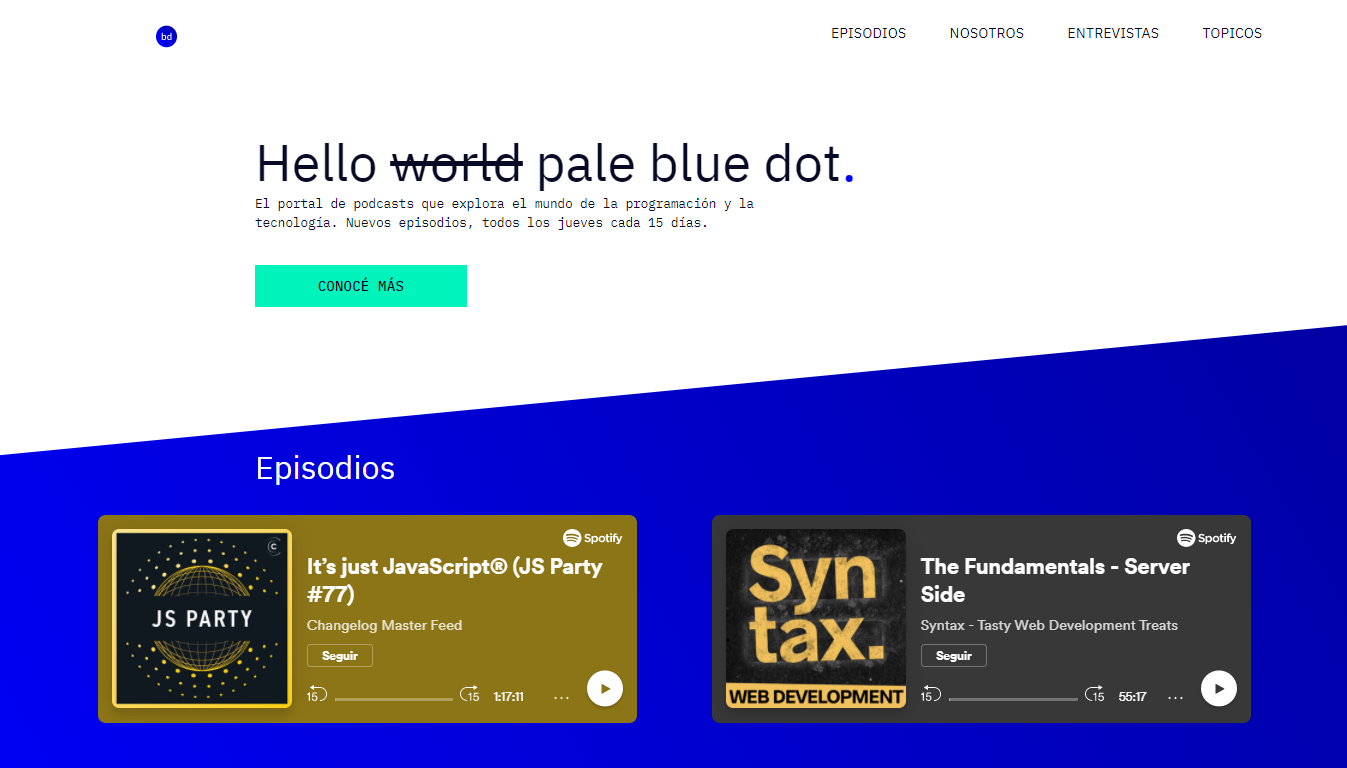 bd
EPISODIOS NOSOTROS ENTREVISTAS TOPICOS
Hello world pale blue dot.
El portal de podcasts que explora el mundo de la programación y la
tecnología. Nuevos episodios, todos los jueves cada 15 días.
CONOCÉ MÁS
Episodios
C
JS PARTY
Spotify
It's just JavaScript® (JS Party
#77)
Changelog Master Feed
Seguir
15 15 1:17:11 ...
Syn
tax.
WEB DEVELOPMENT
Spotify
The Fundamentals - Server
Side
Syntax - Tasty Web Development Treats
Seguir
15 15 55:17 ...